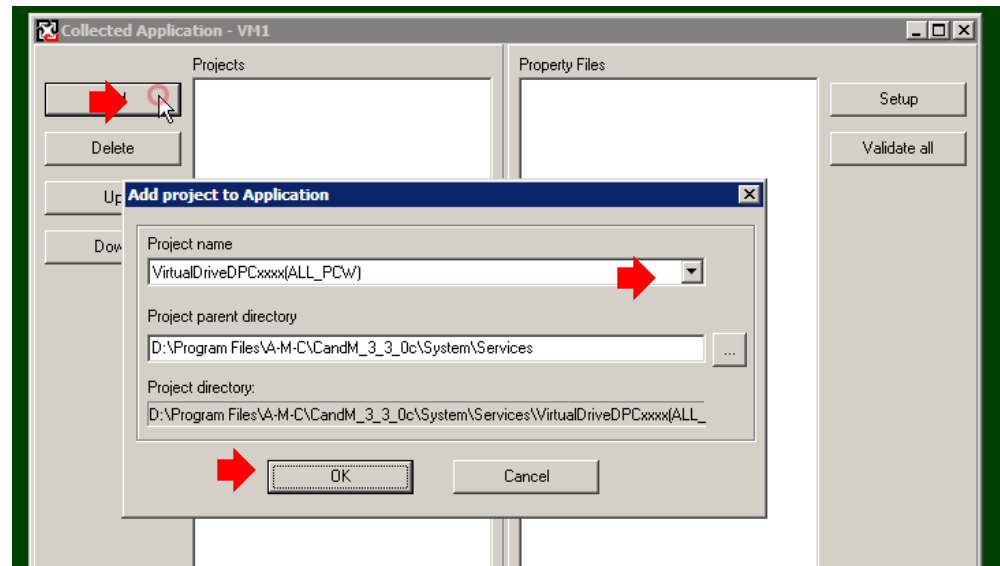 Collected Application - VM1
Projects
Property Files
Setup
Delete
Validate all
Add project to Application
Project name
VirtualDriveDPCxxxx(ALL_PCW)
Project parent directory
D:\Program Files\A-M-C\CandM_3_3_0c\System\Services
...
Project directory:
D:\Program Files\A-M-C\CandM_3_3_0c\System\Services\VirtualDriveDPCxxxx(ALL_
OK
Cancel